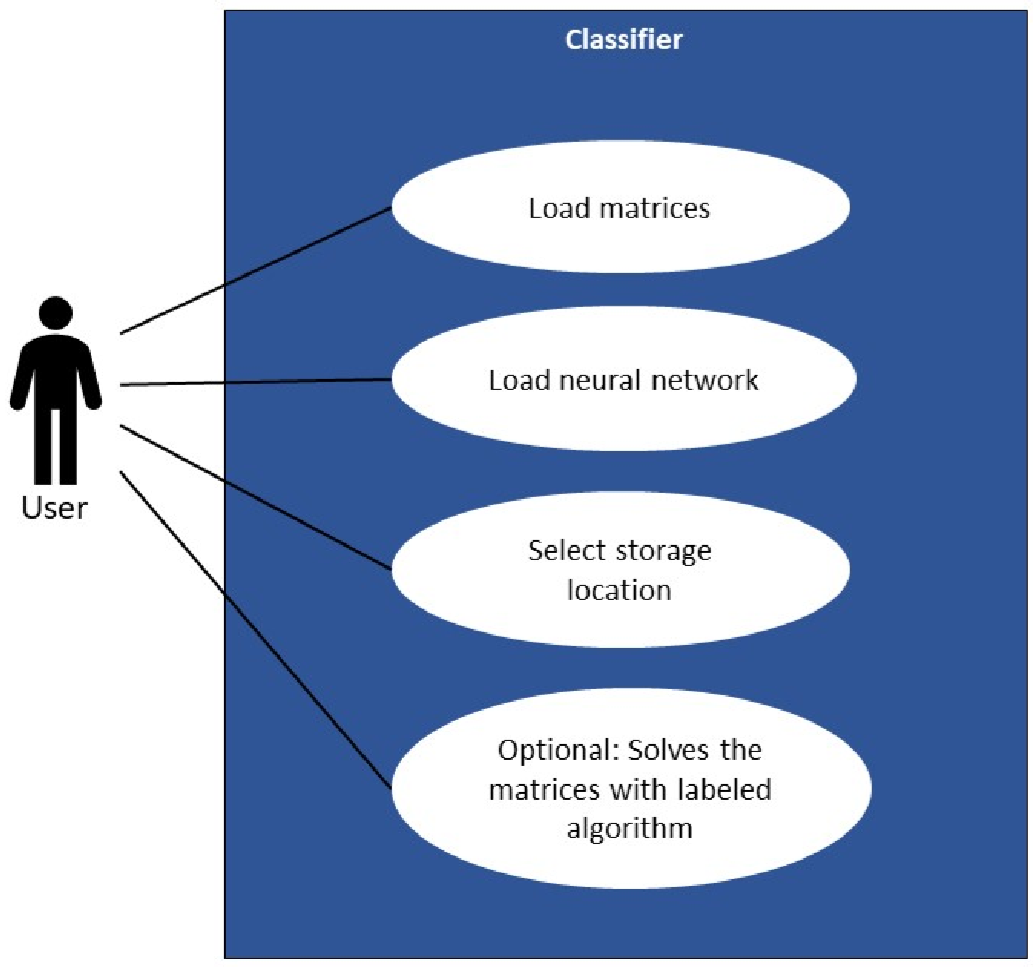 Classifier
Load matrices
Load neural network
User
Select storage
location
Optional: Solves the
matrices with labeled
algorithm